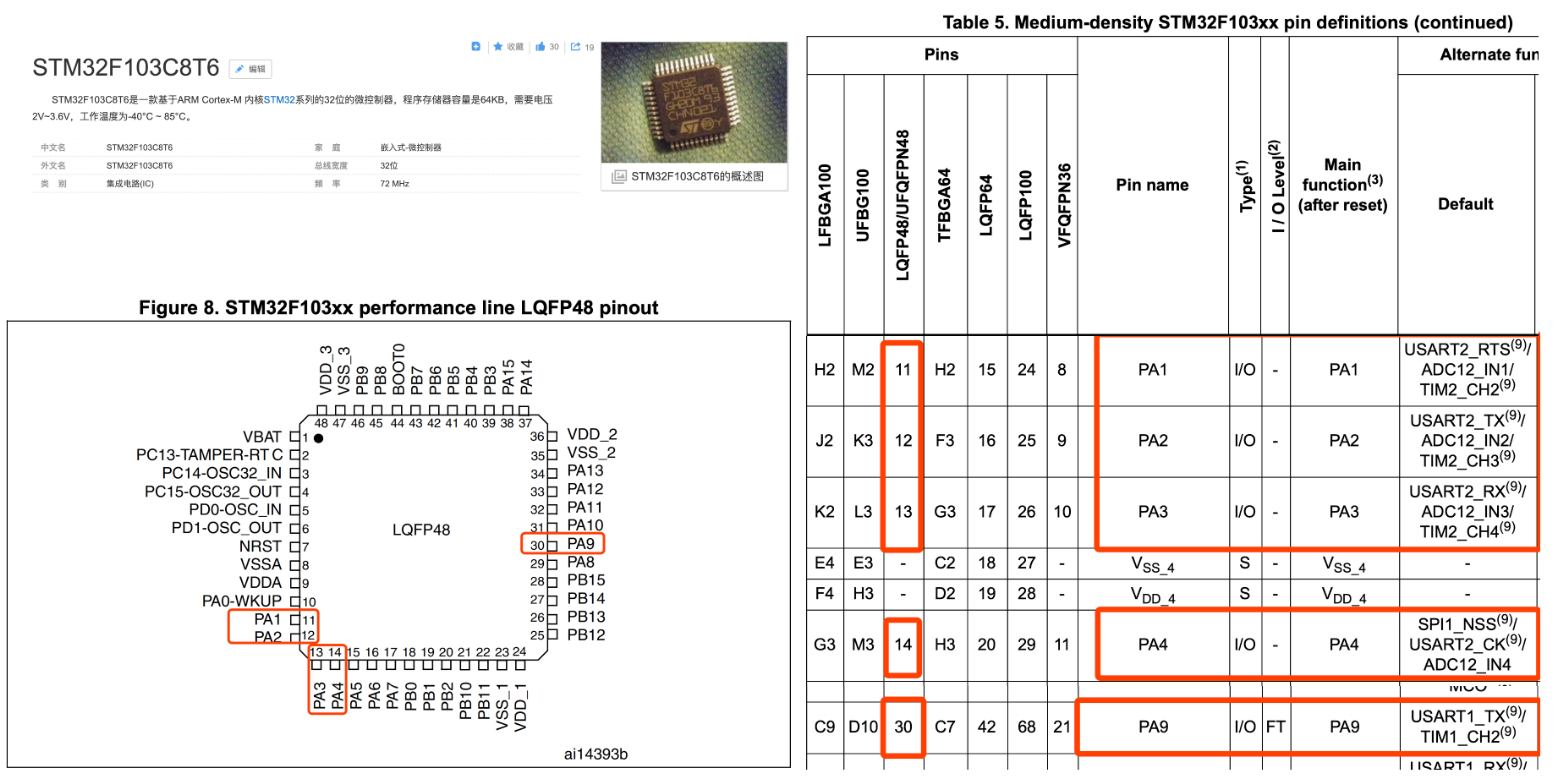 STM32F103C8T6
编辑
收藏
30
19
STM32F103C8T6是一款基于ARM Cortex-M 内核STM32系列的32位的微控制器，程序存储器容量是64KB，需要电压
2V~3.6V，工作温度为-40°C ~ 85°C。
中文名 STM32F103C8T6 家 庭 嵌入式-微控制器
外文名 STM32F103C8T6 总线宽度 32位
类 别 集成电路(IC) 频 率 72 MHz
STM32F103C8T6的概述图
Figure 8. STM32F103xx performance line LQFP48 pinout
VDD_3
VSS_3
PB9
PB8
BOOT0
PB7
PB6
PB5
PB4
PB3
PA15
PA14
48 47 46 45 44 43 42 41 40 39 38 37
VBAT 1
PC13-TAMPER-RTC 2
PC14-OSC32_IN 3
PC15-OSC32_OUT 4
PD0-OSC_IN 5
PD1-OSC_OUT 6
NRST 7
VSSA 8
VDDA 9
PA0-WKUP 10
PA1 11
PA2 12
LQFP48
36 VDD_2
35 VSS_2
34 PA13
33 PA12
32 PA11
31 PA10
30 PA9
29 PA8
28 PB15
27 PB14
26 PB13
25 PB12
13 14 15 16 17 18 19 20 21 22 23 24
PA3
PA4
PA5
PA6
PA7
PB0
PB1
PB2
PB10
PB11
VSS_1
VDD_1
ai14393b
Table 5. Medium-density STM32F103xx pin definitions (continued)
Pins
Alternate fun
LFBGA100
UFBG100
LQFP48/UFQFPN48
TFBGA64
LQFP64
LQFP100
VFQFPN36
Pin name
Type(1)
I / O Level(2)
Main
function(3)
(after reset)
Default
H2 M2 11 H2 15 24 8 PA1 I/O - PA1
USART2_RTS(9)/
ADC12_IN1/
TIM2_CH2(9)
J2 K3 12 F3 16 25 9 PA2 I/O - PA2
USART2_TX(9)/
ADC12_IN2/
TIM2_CH3(9)
K2 L3 13 G3 17 26 10 PA3 I/O - PA3
USART2_RX(9)/
ADC12_IN3/
TIM2_CH4(9)
E4 E3 - C2 18 27 - VSS_4 S - VSS_4 -
F4 H3 - D2 19 28 - VDD_4 S - VDD_4 -
G3 M3 14 H3 20 29 11 PA4 I/O - PA4
SPI1_NSS(9)/
USART2_CK(9)/
ADC12_IN4
C9 D10 30 C7 42 68 21 PA9 I/O FT PA9
USART1_TX(9)/
TIM1_CH2(9)
USART1_RX(9)/